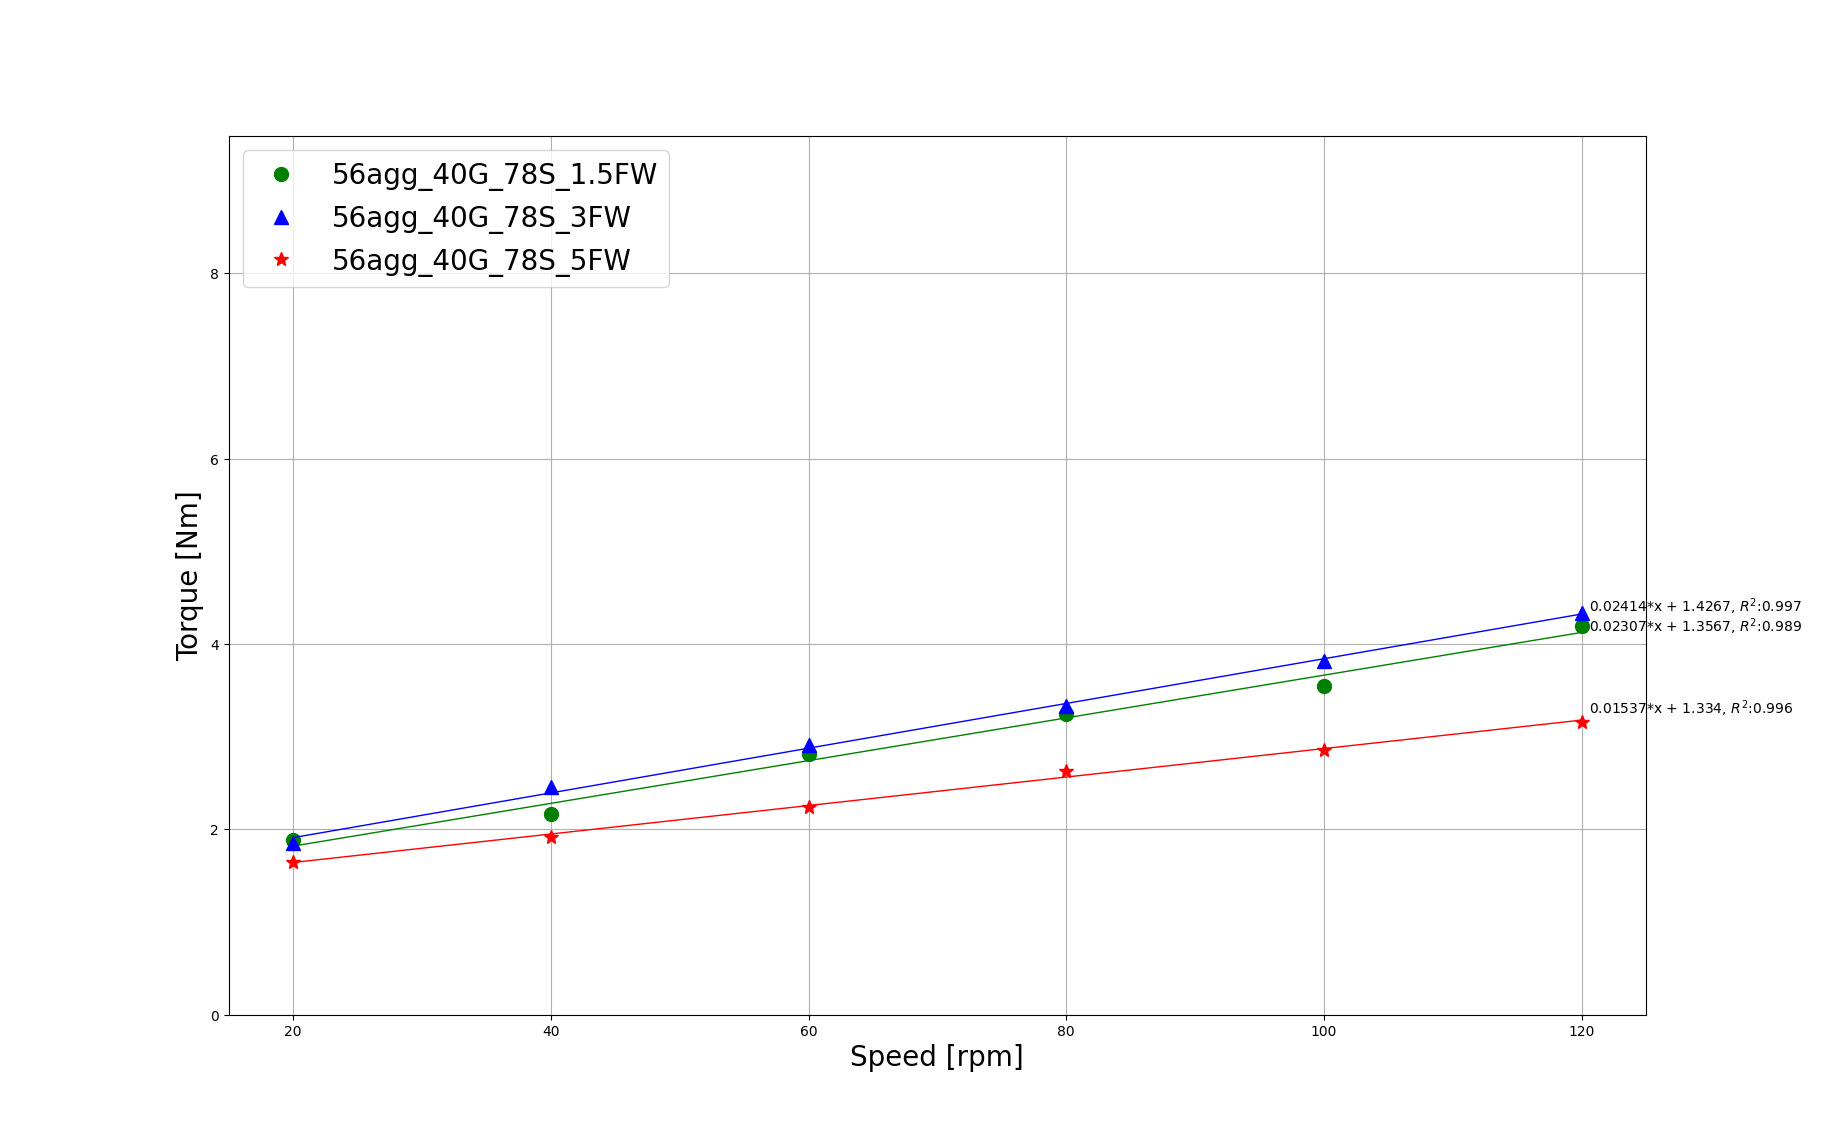 56agg_40G_78S_1.5FW
56agg_40G_78S_3FW
56agg_40G_78S_5FW
8
6
4
2
0
Torque [Nm]
0.02414*x + 1.4267, R²:0.997
0.02307*x + 1.3567, R²:0.989
0.01537*x + 1.334, R²:0.996
20 40 60 80 100 120
Speed [rpm]